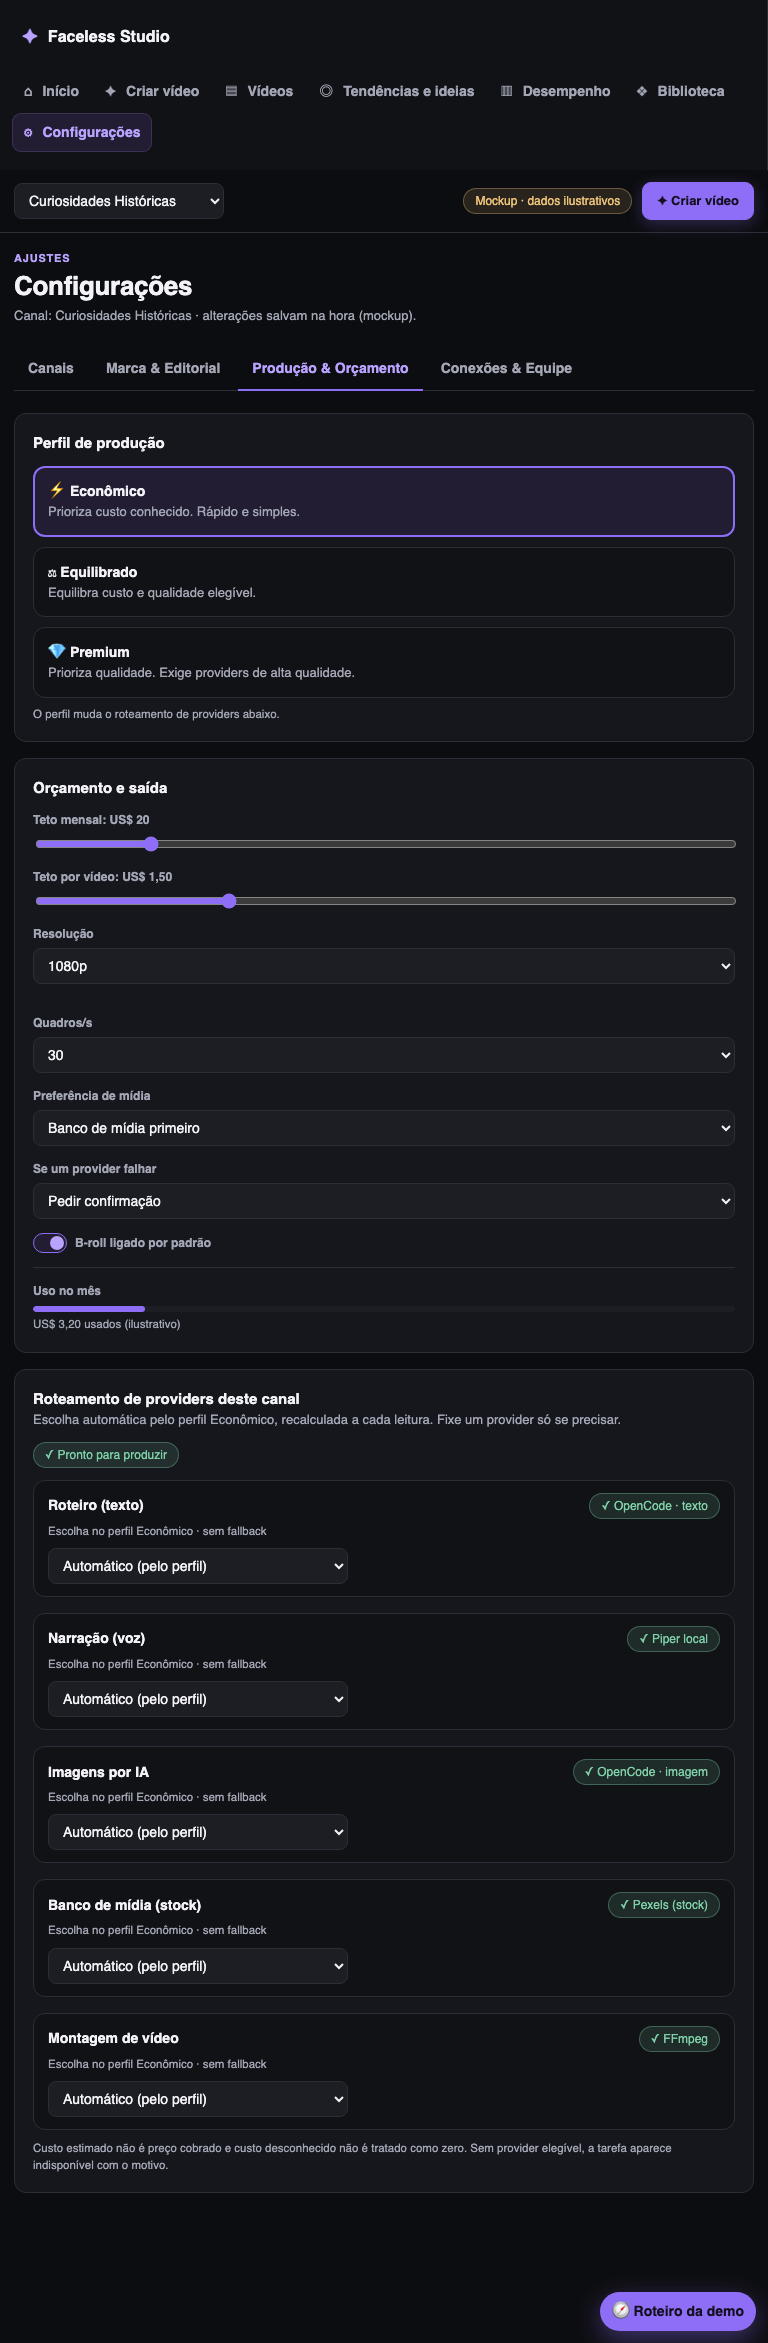 Faceless Studio
Início
Criar vídeo
Vídeos
Tendências e ideias
Desempenho
Biblioteca
Configurações
Curiosidades Históricas
Mockup · dados ilustrativos
✦ Criar vídeo
AJUSTES
Configurações
Canal: Curiosidades Históricas · alterações salvam na hora (mockup).
Canais
Marca & Editorial
Produção & Orçamento
Conexões & Equipe
Perfil de produção
⚡ Econômico
Prioriza custo conhecido. Rápido e simples.
⚖ Equilibrado
Equilibra custo e qualidade elegível.
💎 Premium
Prioriza qualidade. Exige providers de alta qualidade.
O perfil muda o roteamento de providers abaixo.
Orçamento e saída
Teto mensal: US$ 20
Teto por vídeo: US$ 1,50
Resolução
1080p
Quadros/s
30
Preferência de mídia
Banco de mídia primeiro
Se um provider falhar
Pedir confirmação
B-roll ligado por padrão
Uso no mês
US$ 3,20 usados (ilustrativo)
Roteamento de providers deste canal
Escolha automática pelo perfil Econômico, recalculada a cada leitura. Fixe um provider só se precisar.
✓ Pronto para produzir
Roteiro (texto)
✓ OpenCode · texto
Escolha no perfil Econômico · sem fallback
Automático (pelo perfil)
Narração (voz)
✓ Piper local
Escolha no perfil Econômico · sem fallback
Automático (pelo perfil)
Imagens por IA
✓ OpenCode · imagem
Escolha no perfil Econômico · sem fallback
Automático (pelo perfil)
Banco de mídia (stock)
✓ Pexels (stock)
Escolha no perfil Econômico · sem fallback
Automático (pelo perfil)
Montagem de vídeo
✓ FFmpeg
Escolha no perfil Econômico · sem fallback
Automático (pelo perfil)
Custo estimado não é preço cobrado e custo desconhecido não é tratado como zero. Sem provider elegível, a tarefa aparece
indisponível com o motivo.
🧭 Roteiro da demo